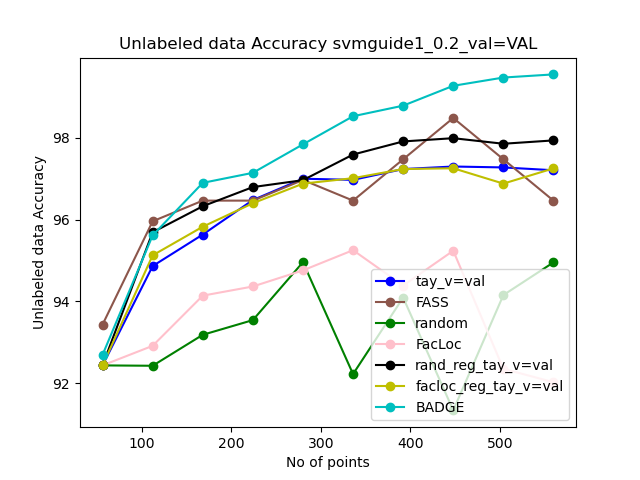 Unlabeled data Accuracy svmguide1_0.2_val=VAL
Unlabeled data Accuracy
98
96
94
92
100
200
300
400
500
No of points
tay_v=val
FASS
random
FacLoc
rand_reg_tay_v=val
facloc_reg_tay_v=val
BADGE